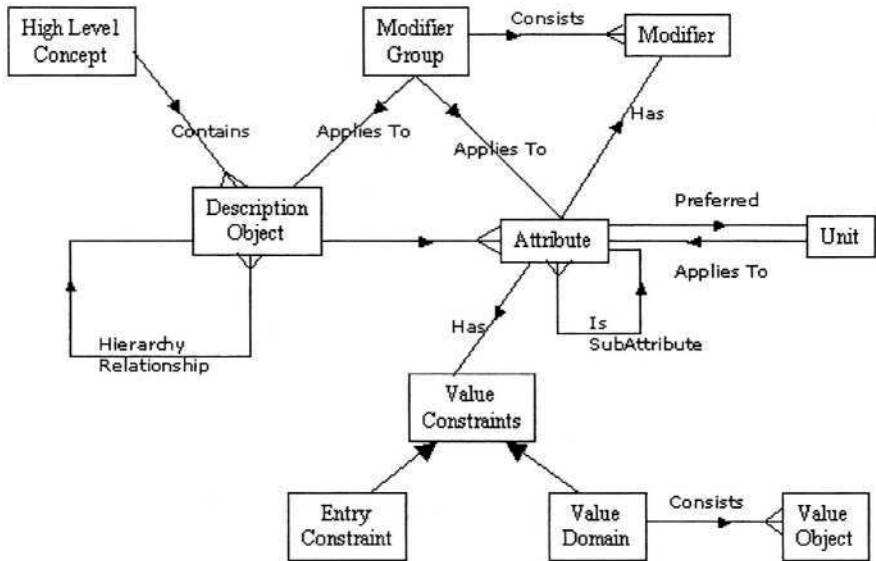 High Level
Concept
Modifier
Group
Consists
Modifier
Contains
Applies To
Applies To
Has
Description
Object
Attribute
Preferred
Applies To
Unit
Hierarchy
Relationship
Has
Is
SubAttribute
Value
Constraints
Entry
Constraint
Value
Domain
Consists
Value
Object